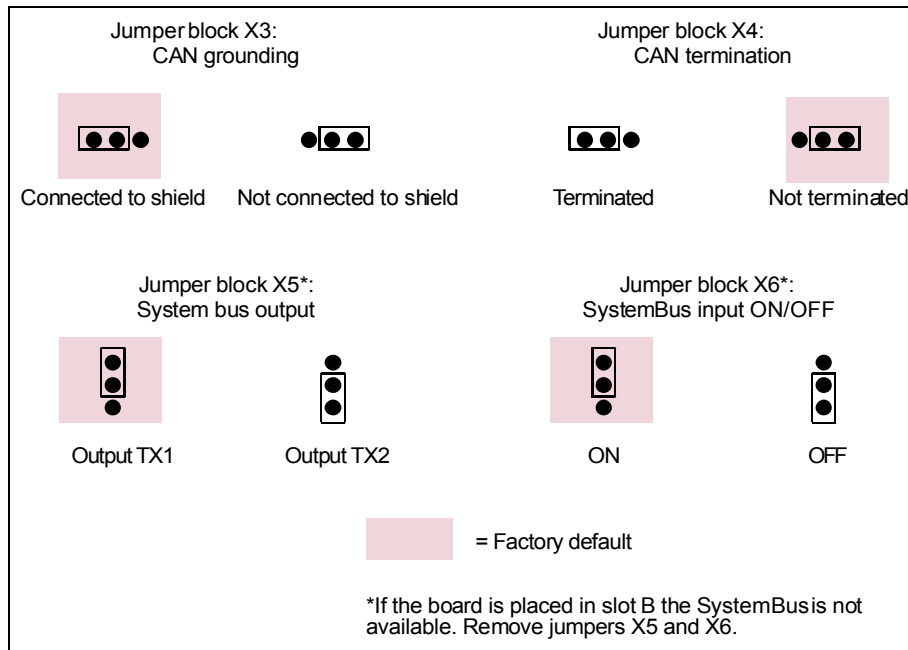 Jumper block X3:
CAN grounding
Jumper block X4:
CAN termination
Connected to shield
Not connected to shield
Terminated
Not terminated
Jumper block X5*:
System bus output
Jumper block X6*:
SystemBus input ON/OFF
Output TX1
Output TX2
ON
OFF
= Factory default
*If the board is placed in slot B the SystemBus is not
available. Remove jumpers X5 and X6.